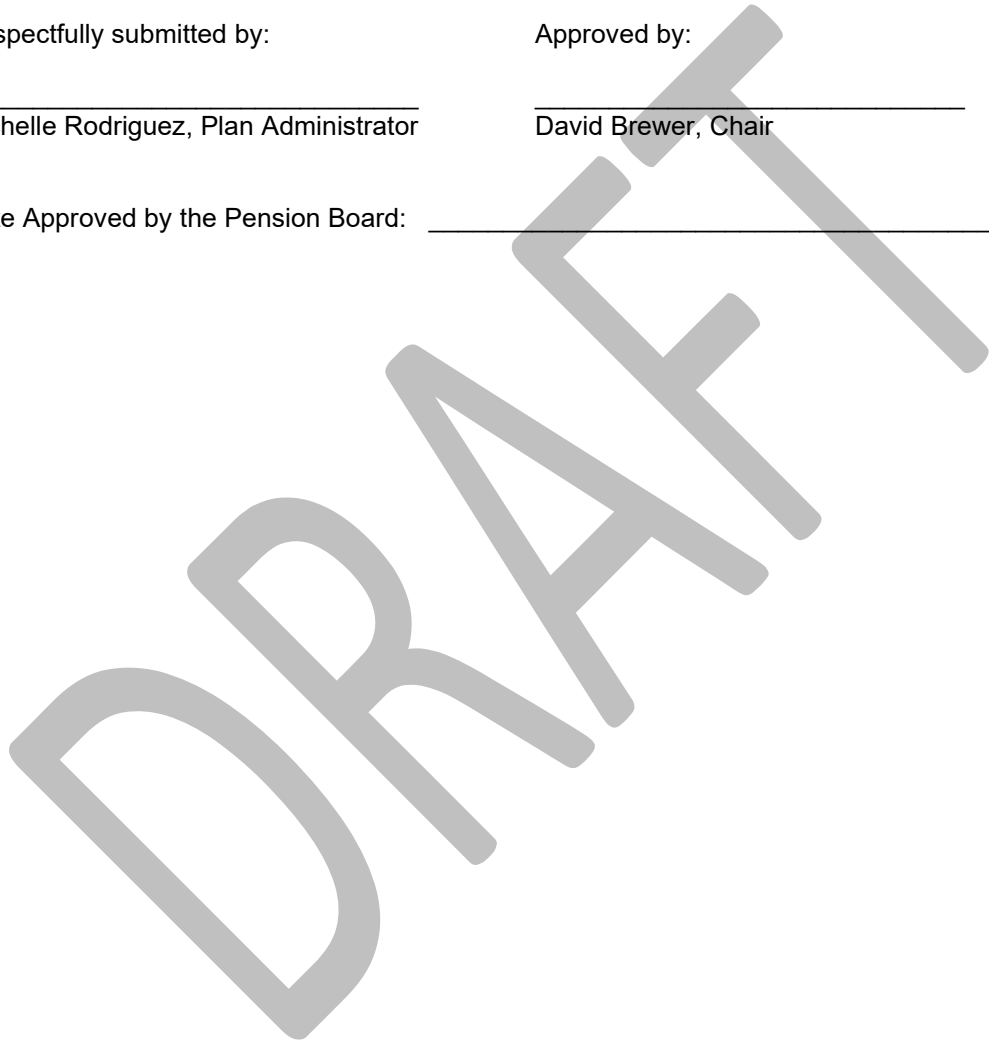 spectfully submitted by: Approved by:
helle Rodriguez, Plan Administrator David Brewer, Chair
e Approved by the Pension Board:
DRAFT